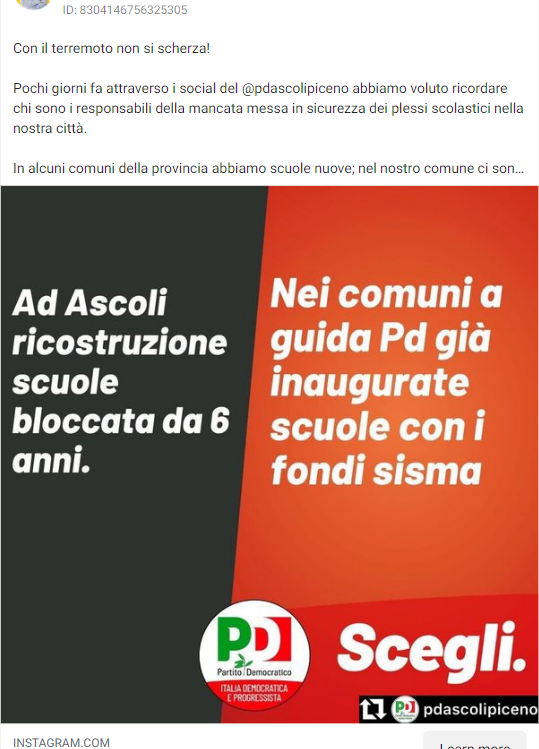 ID: 8304146756325305
Con il terremoto non si scherza!
Pochi giorni fa attraverso i social del @pdascolipiceno abbiamo voluto ricordare
chi sono i responsabili della mancata messa in sicurezza dei plessi scolastici nella
nostra città.
In alcuni comuni della provincia abbiamo scuole nuove; nel nostro comune ci son...
Ad Ascoli
ricostruzione
scuole
bloccata da 6
anni.
Nei comuni a
guida Pd già
inaugurate
scuole con i
fondi sisma
PD
Partito Democratico
ITALIA DEMOCRATICA
E PROGRESSISTA
Scegli.
PD
pdascolipiceno
INSTAGRAM.COM
Learn more